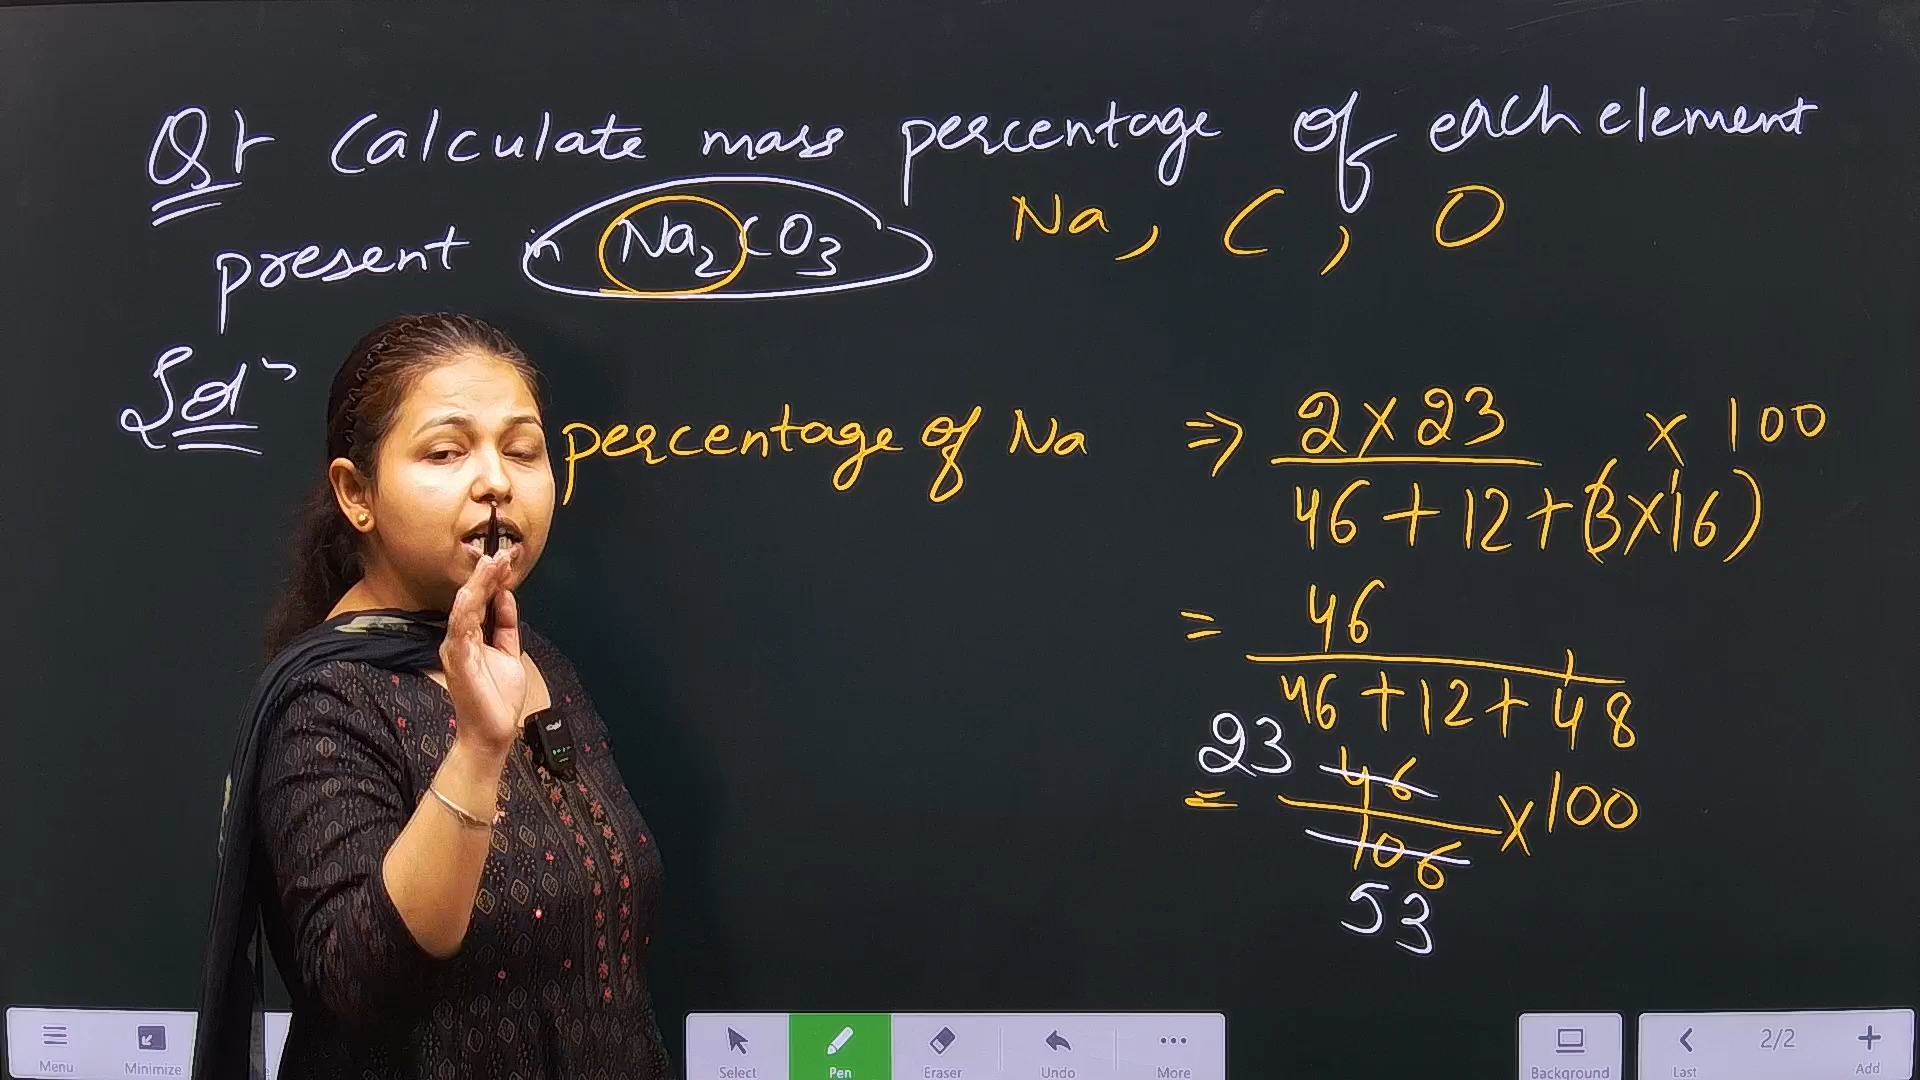 Q1 Calculate mass percentage of each element
present in Na₂CO₃ Na, C, O
Solⁿ
percentage of Na ⇒ 2 × 23 × 100
46 + 12 + (3×16)
= 46
46 + 12 + 48
23
= 46 × 100
106
53
Menu Minimize Select Pen Eraser Undo More Background Last 2/2 Add